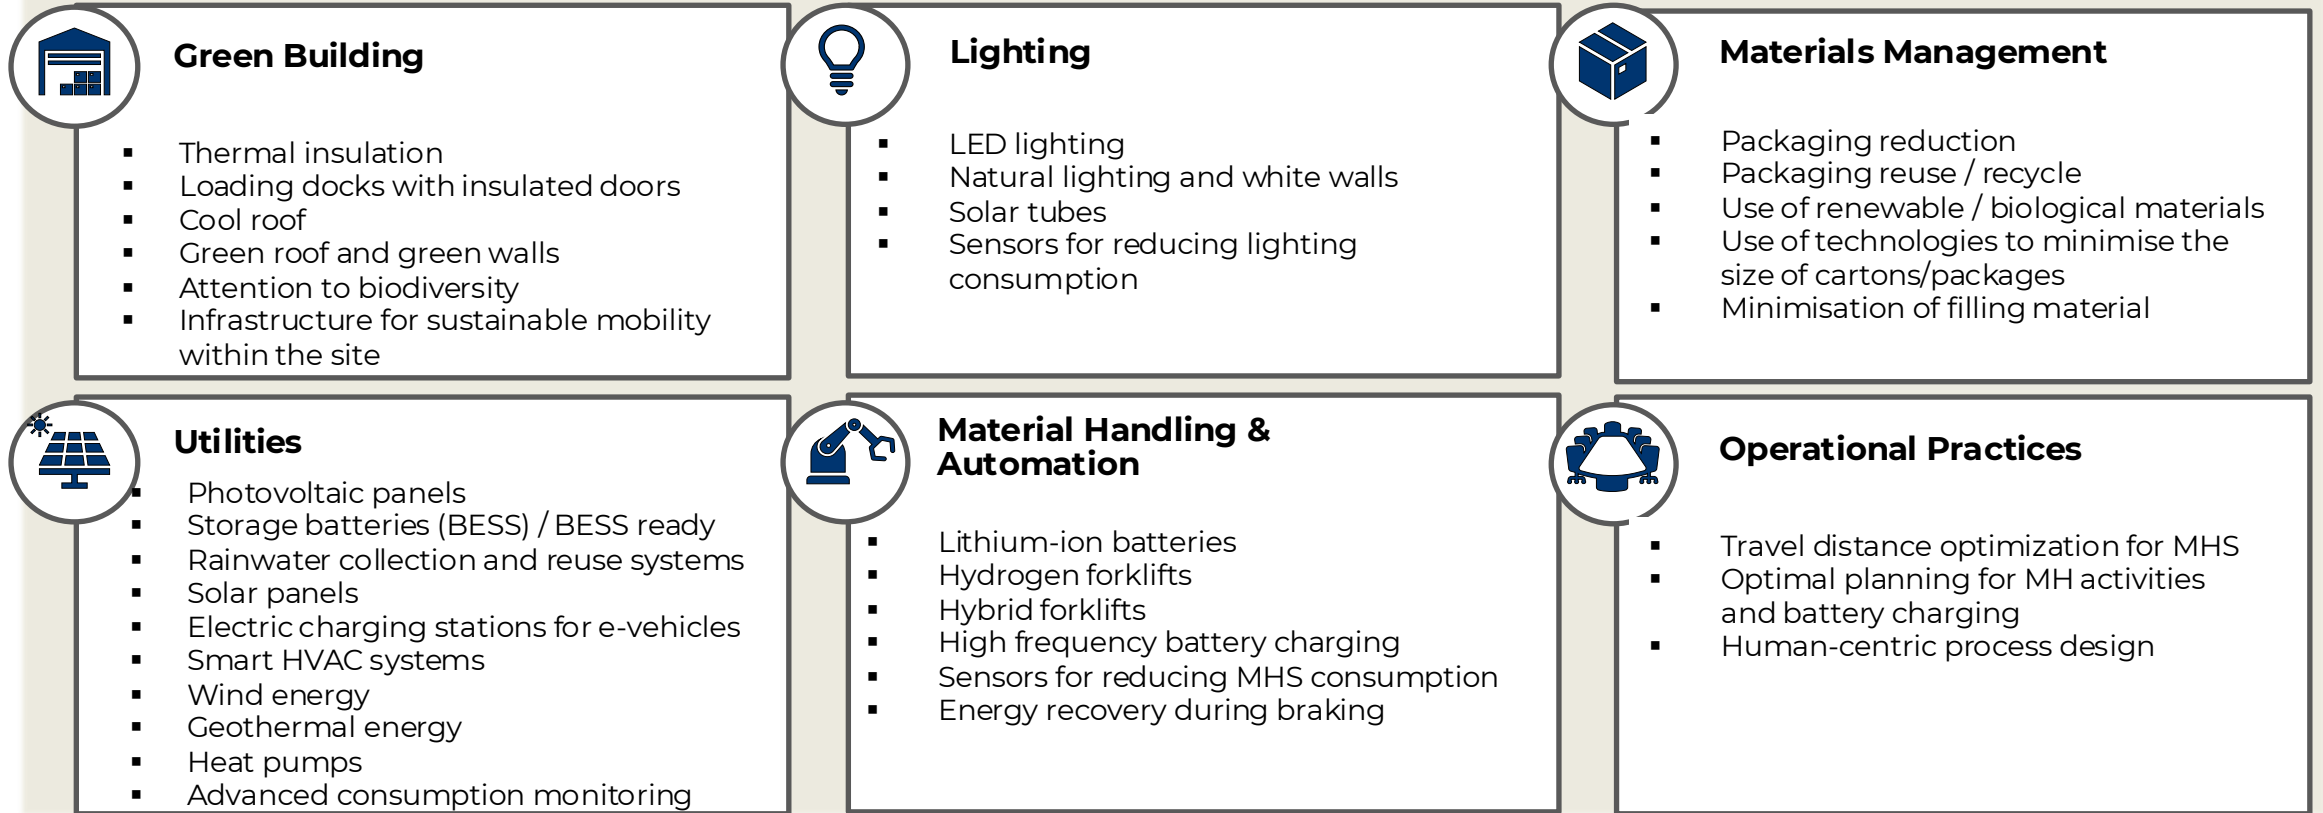 Green Building
▪ Thermal insulation
▪ Loading docks with insulated doors
▪ Cool roof
▪ Green roof and green walls
▪ Attention to biodiversity
▪ Infrastructure for sustainable mobility
within the site
Lighting
▪ LED lighting
▪ Natural lighting and white walls
▪ Solar tubes
▪ Sensors for reducing lighting
consumption
Materials Management
▪ Packaging reduction
▪ Packaging reuse / recycle
▪ Use of renewable / biological materials
▪ Use of technologies to minimise the
size of cartons/packages
▪ Minimisation of filling material
Utilities
▪ Photovoltaic panels
▪ Storage batteries (BESS) / BESS ready
▪ Rainwater collection and reuse systems
▪ Solar panels
▪ Electric charging stations for e-vehicles
▪ Smart HVAC systems
▪ Wind energy
▪ Geothermal energy
▪ Heat pumps
▪ Advanced consumption monitoring
Material Handling &
Automation
▪ Lithium-ion batteries
▪ Hydrogen forklifts
▪ Hybrid forklifts
▪ High frequency battery charging
▪ Sensors for reducing MHS consumption
▪ Energy recovery during braking
Operational Practices
▪ Travel distance optimization for MHS
▪ Optimal planning for MH activities
and battery charging
▪ Human-centric process design